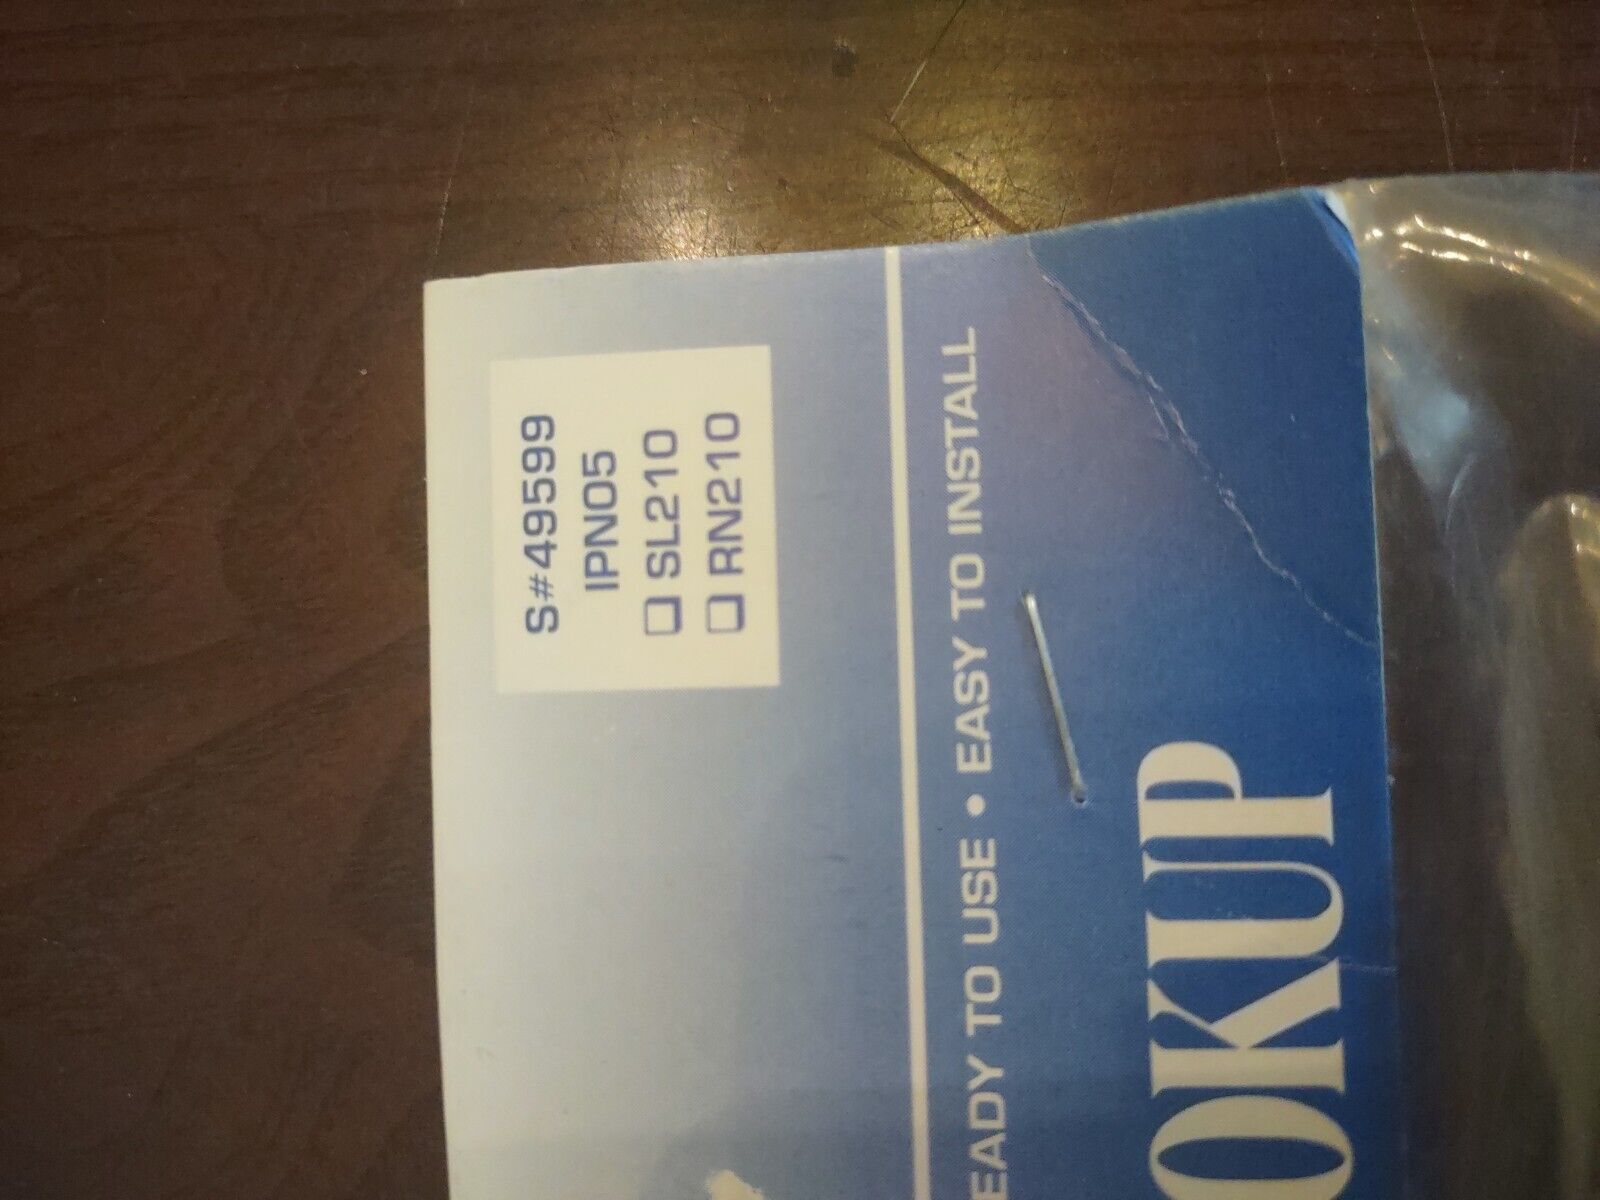 S#49599
IPN05
SL210
RN210
EADY TO USE • EASY TO INSTALL
OKUP